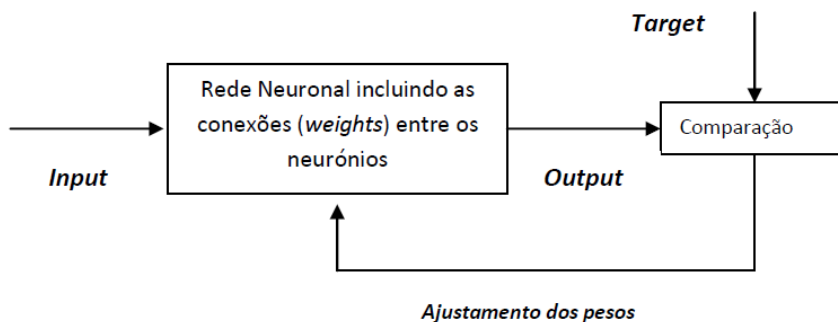 Target
Rede Neuronal incluindo as
conexões (weights) entre os
neurónios
Comparação
Input
Output
Ajustamento dos pesos